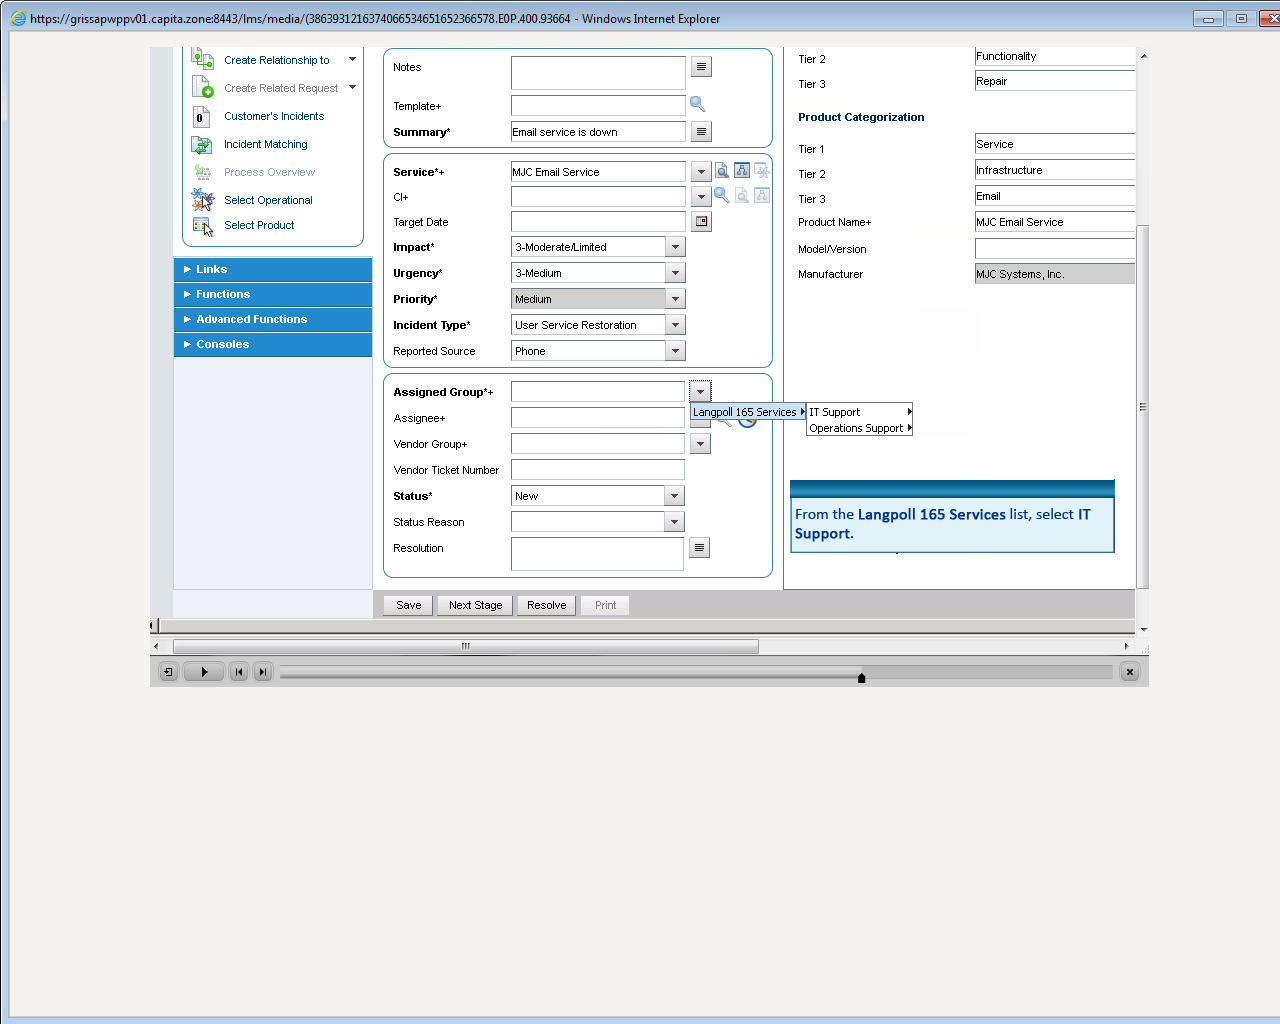 https://grissapwppv01.capita.zone:8443/lms/media/(3863931216374066534651652366578.E0P.400.93664 - Windows Internet Explorer
Create Relationship to
Create Related Request
Customer's Incidents
Incident Matching
Process Overview
Select Operational
Select Product
Links
Functions
Advanced Functions
Consoles
Notes
Template+
Summary* Email service is down
Service*+ MJC Email Service
CI+
Target Date
Impact* 3-Moderate/Limited
Urgency* 3-Medium
Priority* Medium
Incident Type* User Service Restoration
Reported Source Phone
Assigned Group*+
Langpoll 165 Services
IT Support
Operations Support
Assignee+
Vendor Group+
Vendor Ticket Number
Status* New
Status Reason
Resolution
Save Next Stage Resolve Print
Tier 2 Functionality
Tier 3 Repair
Product Categorization
Tier 1 Service
Tier 2 Infrastructure
Tier 3 Email
Product Name+ MJC Email Service
Model/Version
Manufacturer MJC Systems, Inc.
From the Langpoll 165 Services list, select IT
Support.